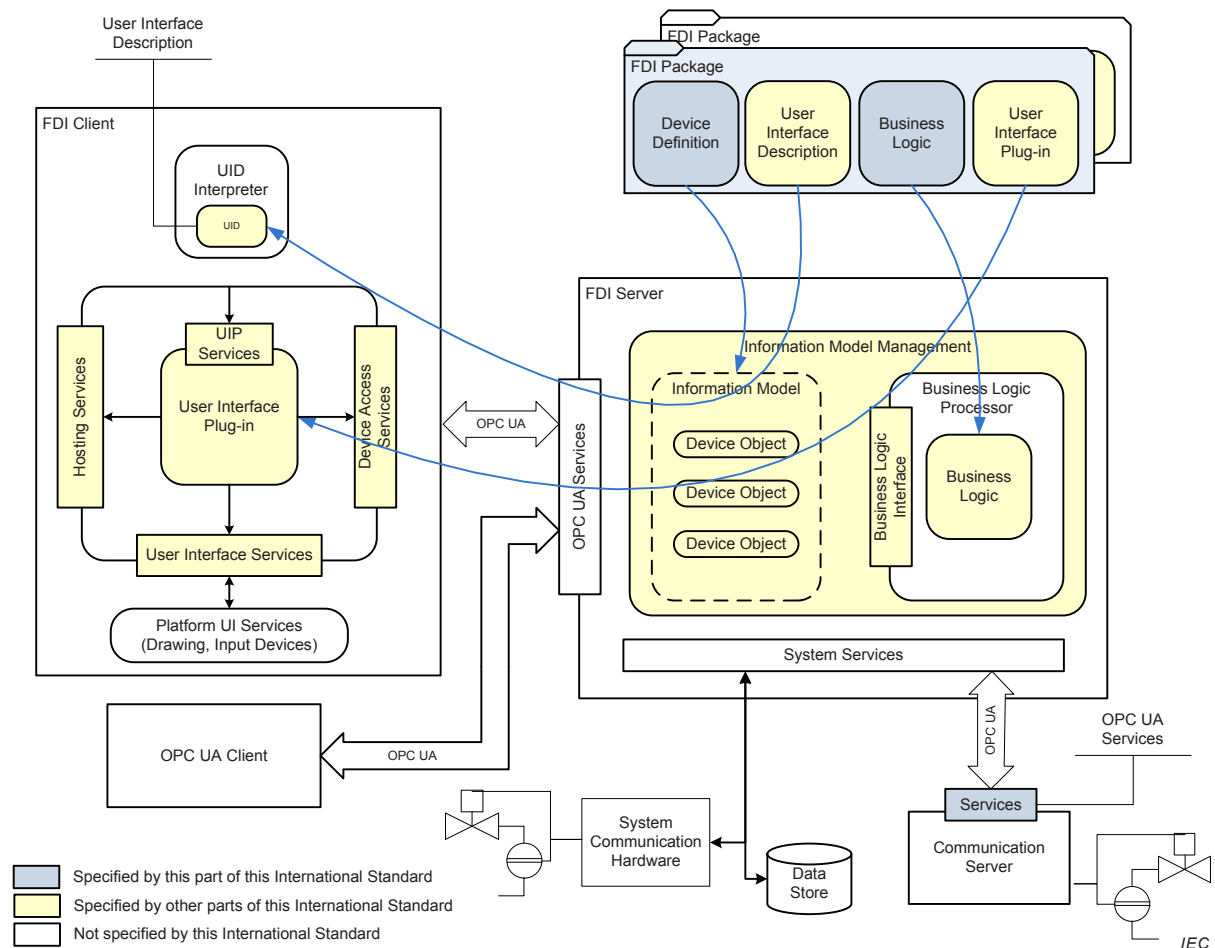 User Interface
Description
FDI Package
FDI Package
Device
Definition
User
Interface
Description
Business
Logic
User
Interface
Plug-in
FDI Client
UID
Interpreter
UID
UIP
Services
Hosting Services
User Interface
Plug-in
Device Access
Services
User Interface Services
Platform UI Services
(Drawing, Input Devices)
OPC UA
FDI Server
OPC UA Services
Information Model Management
Information Model
Device Object
Device Object
Device Object
Business Logic
Processor
Business Logic
Interface
Business
Logic
System Services
OPC UA Client
OPC UA
OPC UA
OPC UA
Services
Services
Communication
Server
System
Communication
Hardware
Data
Store
Specified by this part of this International Standard
Specified by other parts of this International Standard
Not specified by this International Standard
IEC